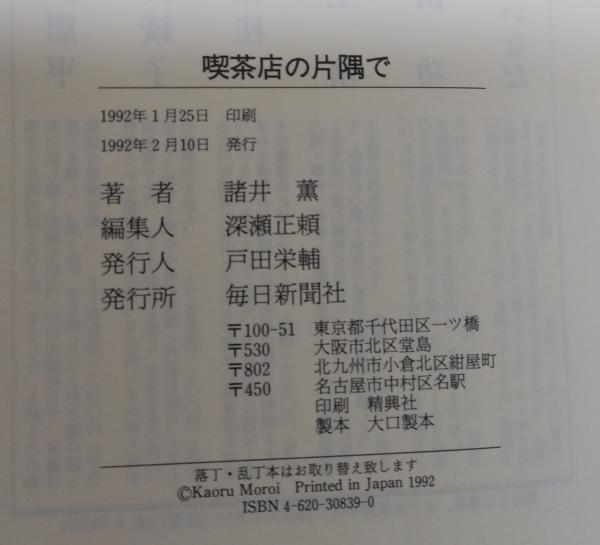 喫茶店の片隅で
1992年1月25日 印刷
1992年2月10日 発行
著 者 諸井 薫
編集人 深瀬正頼
発行人 戸田栄輔
発行所 毎日新聞社
〒100-51 東京都千代田区一ツ橋
〒530 大阪市北区堂島
〒802 北九州市小倉北区紺屋町
〒450 名古屋市中村区名駅
印刷 精興社
製本 大口製本
落丁・乱丁本はお取り替え致します
©Kaoru Moroi Printed in Japan 1992
ISBN 4-620-30839-0